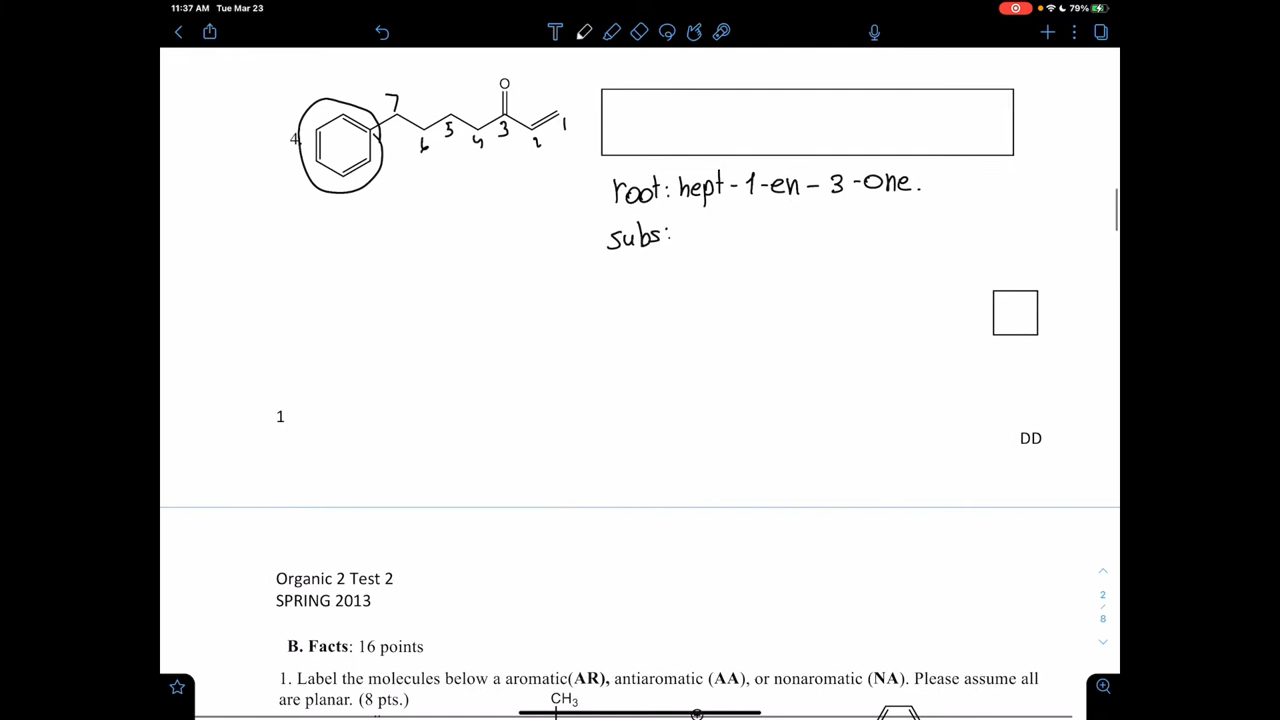 11:37 AM Tue Mar 23
79%
4.
O
7
6
5
4
3
2
1
root: hept-1-en-3-one.
subs:
1
DD
Organic 2 Test 2
SPRING 2013
B. Facts: 16 points
1. Label the molecules below a aromatic(AR), antiaromatic (AA), or nonaromatic (NA). Please assume all
are planar. (8 pts.)
CH3
2
/
8